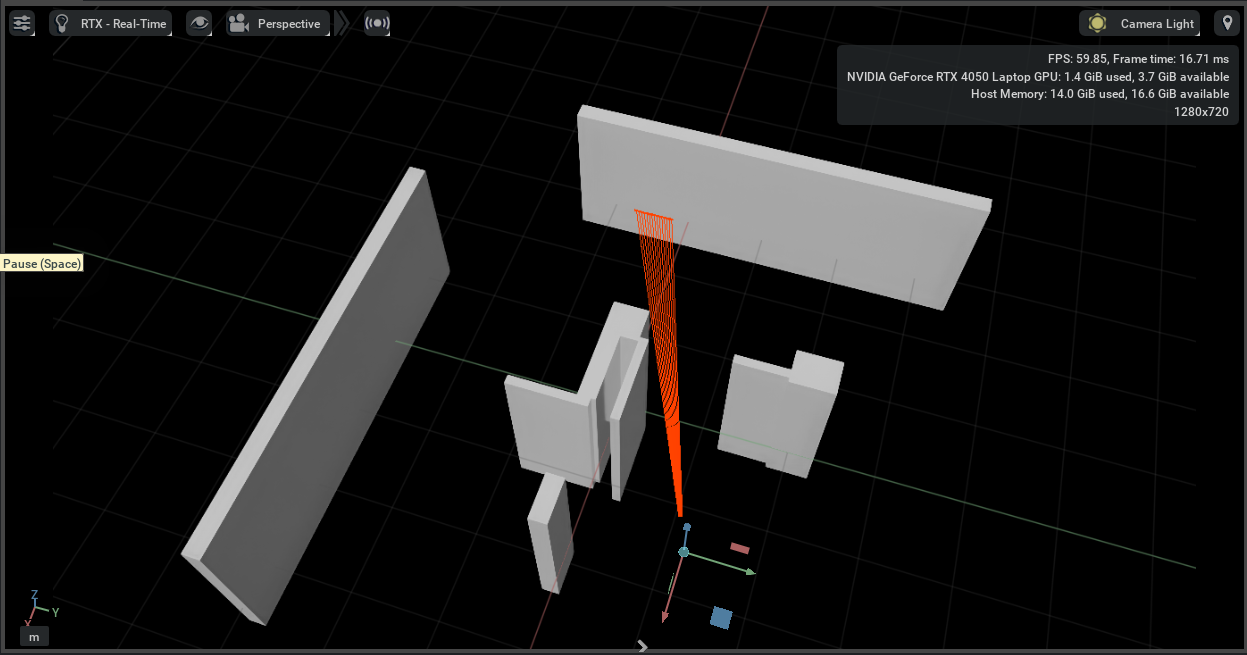 RTX - Real-Time
Perspective
Camera Light
FPS: 59.85, Frame time: 16.71 ms
NVIDIA GeForce RTX 4050 Laptop GPU: 1.4 GiB used, 3.7 GiB available
Host Memory: 14.0 GiB used, 16.6 GiB available
1280x720
Pause (Space)
Z
Y
X
m